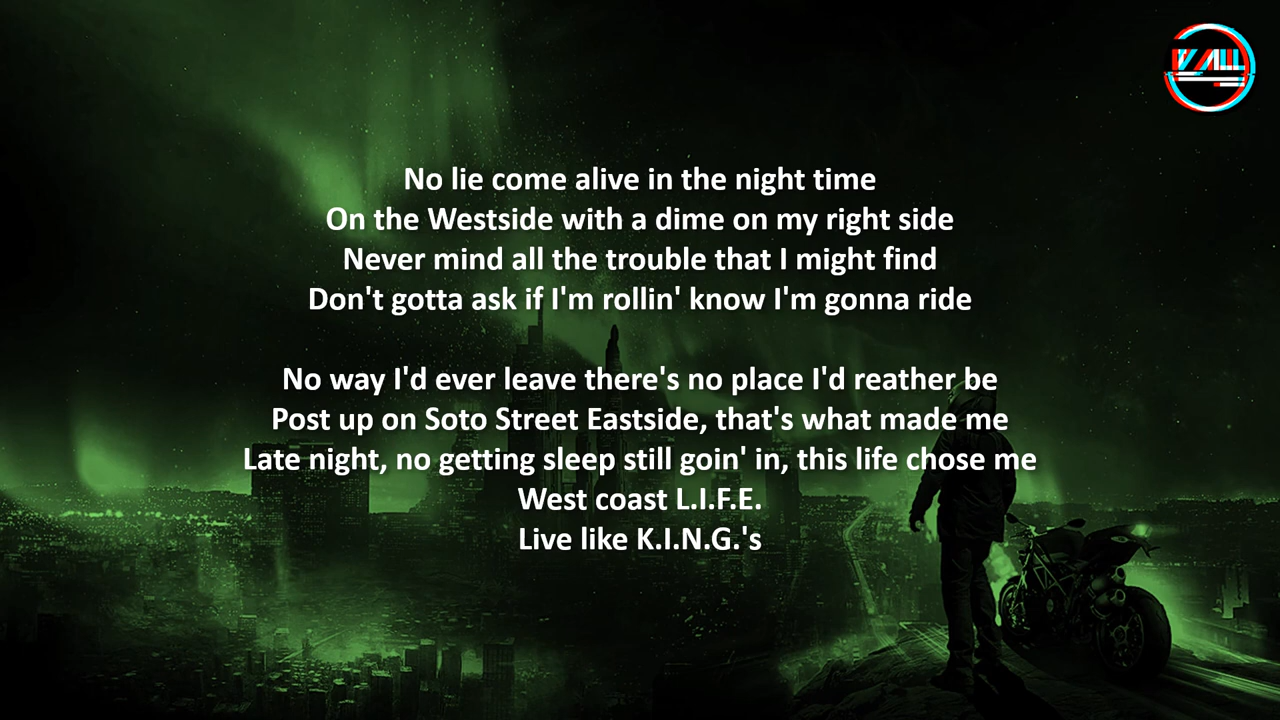 VALL
No lie come alive in the night time
On the Westside with a dime on my right side
Never mind all the trouble that I might find
Don't gotta ask if I'm rollin' know I'm gonna ride
No way I'd ever leave there's no place I'd reather be
Post up on Soto Street Eastside, that's what made me
Late night, no getting sleep still goin' in, this life chose me
West coast L.I.F.E.
Live like K.I.N.G.'s